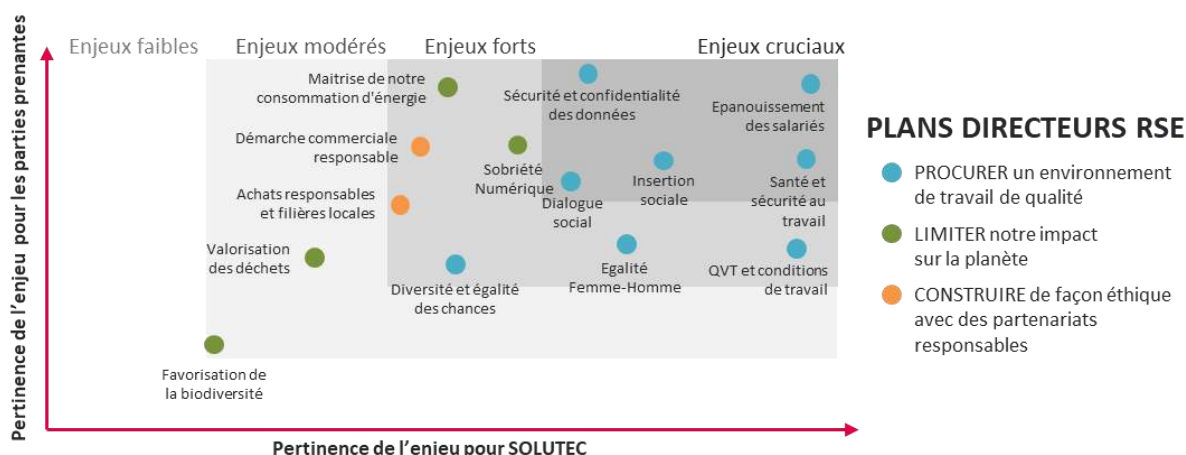 Enjeux faibles
Enjeux modérés
Enjeux forts
Enjeux cruciaux
Pertinence de l'enjeu pour les parties prenantes
Maitrise de notre
consommation d'énergie
Sécurité et confidentialité
des données
Epanouissement
des salariés
Démarche commerciale
responsable
Sobriété
Numérique
Dialogue
social
Insertion
sociale
Santé et
sécurité au
travail
Achats responsables
et filières locales
Valorisation
des déchets
Diversité et égalité
des chances
Egalité
Femme-Homme
QVT et conditions
de travail
Favorisation de
la biodiversité
Pertinence de l'enjeu pour SOLUTEC
PLANS DIRECTEURS RSE
PROCURER un environnement
de travail de qualité
LIMITER notre impact
sur la planète
CONSTRUIRE de façon éthique
avec des partenariats
responsables